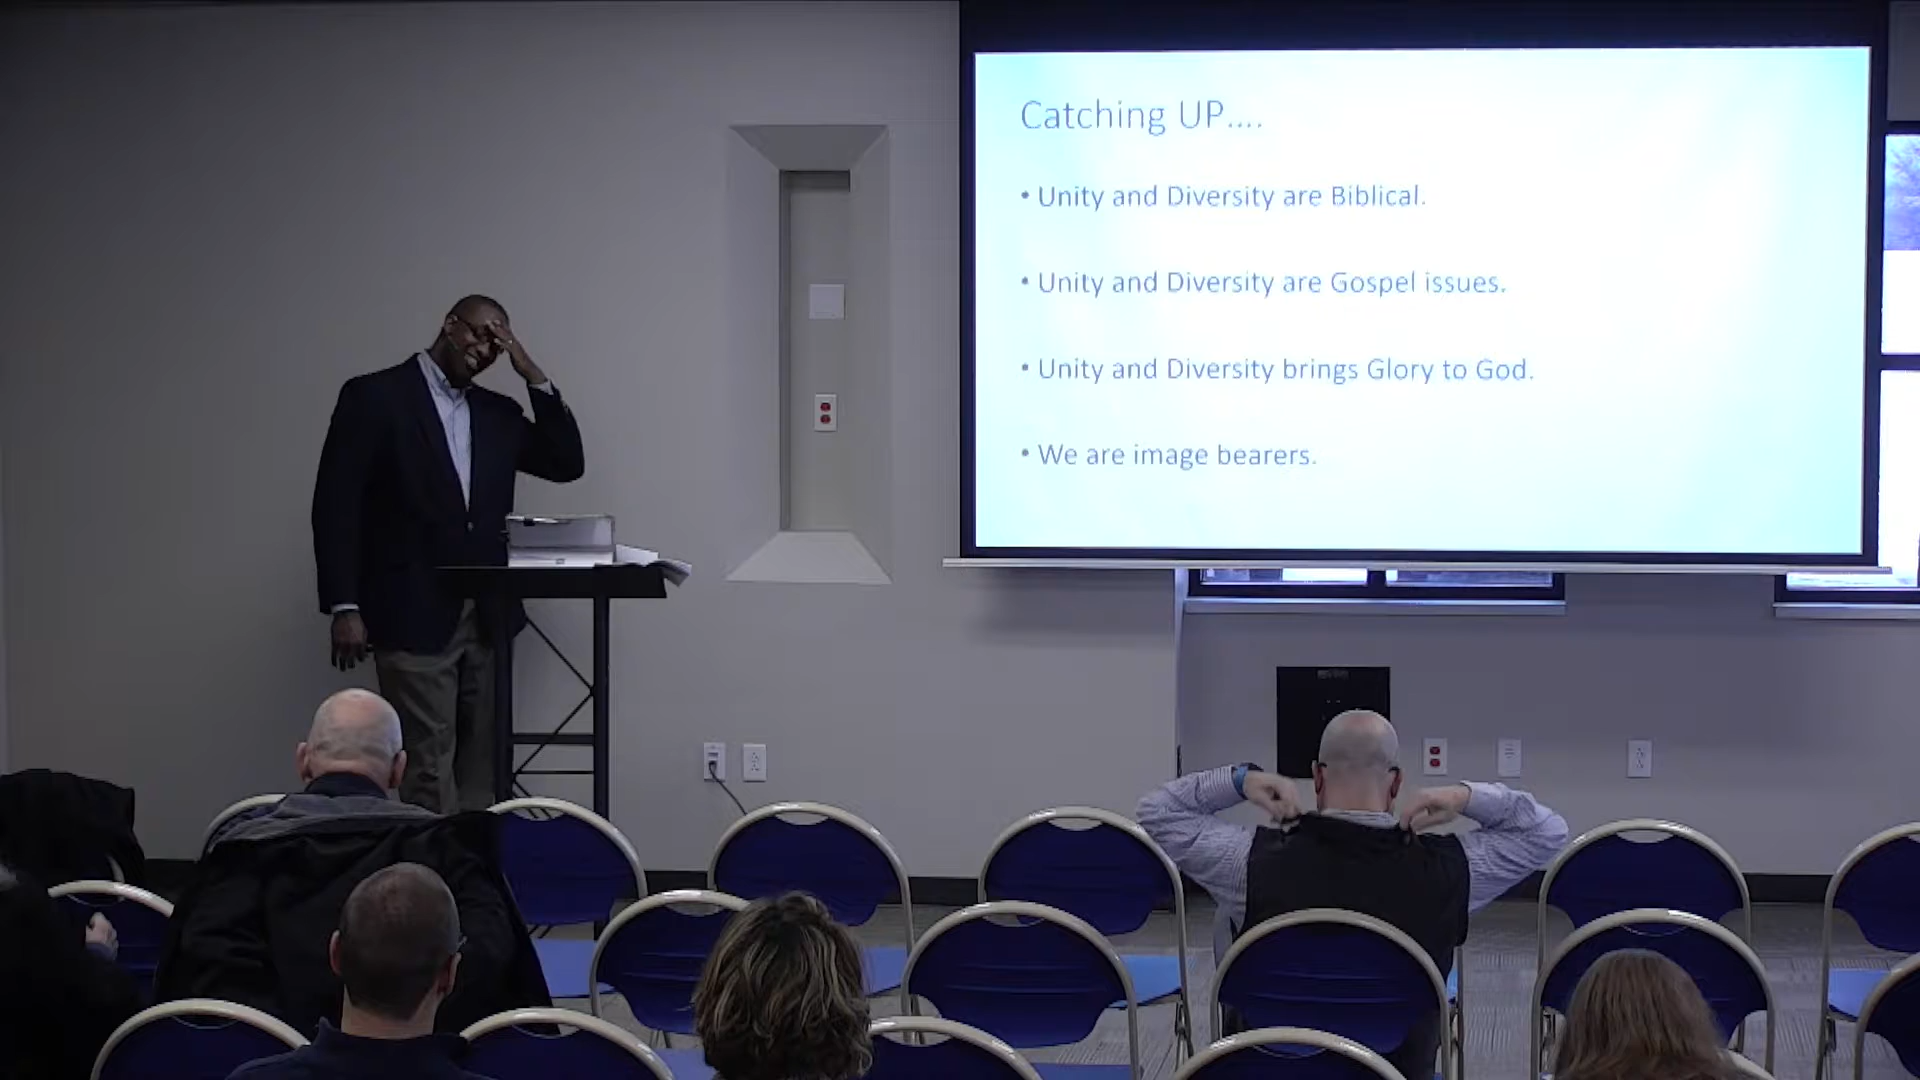 Catching UP....
• Unity and Diversity are Biblical.
• Unity and Diversity are Gospel issues.
• Unity and Diversity brings Glory to God.
• We are image bearers.